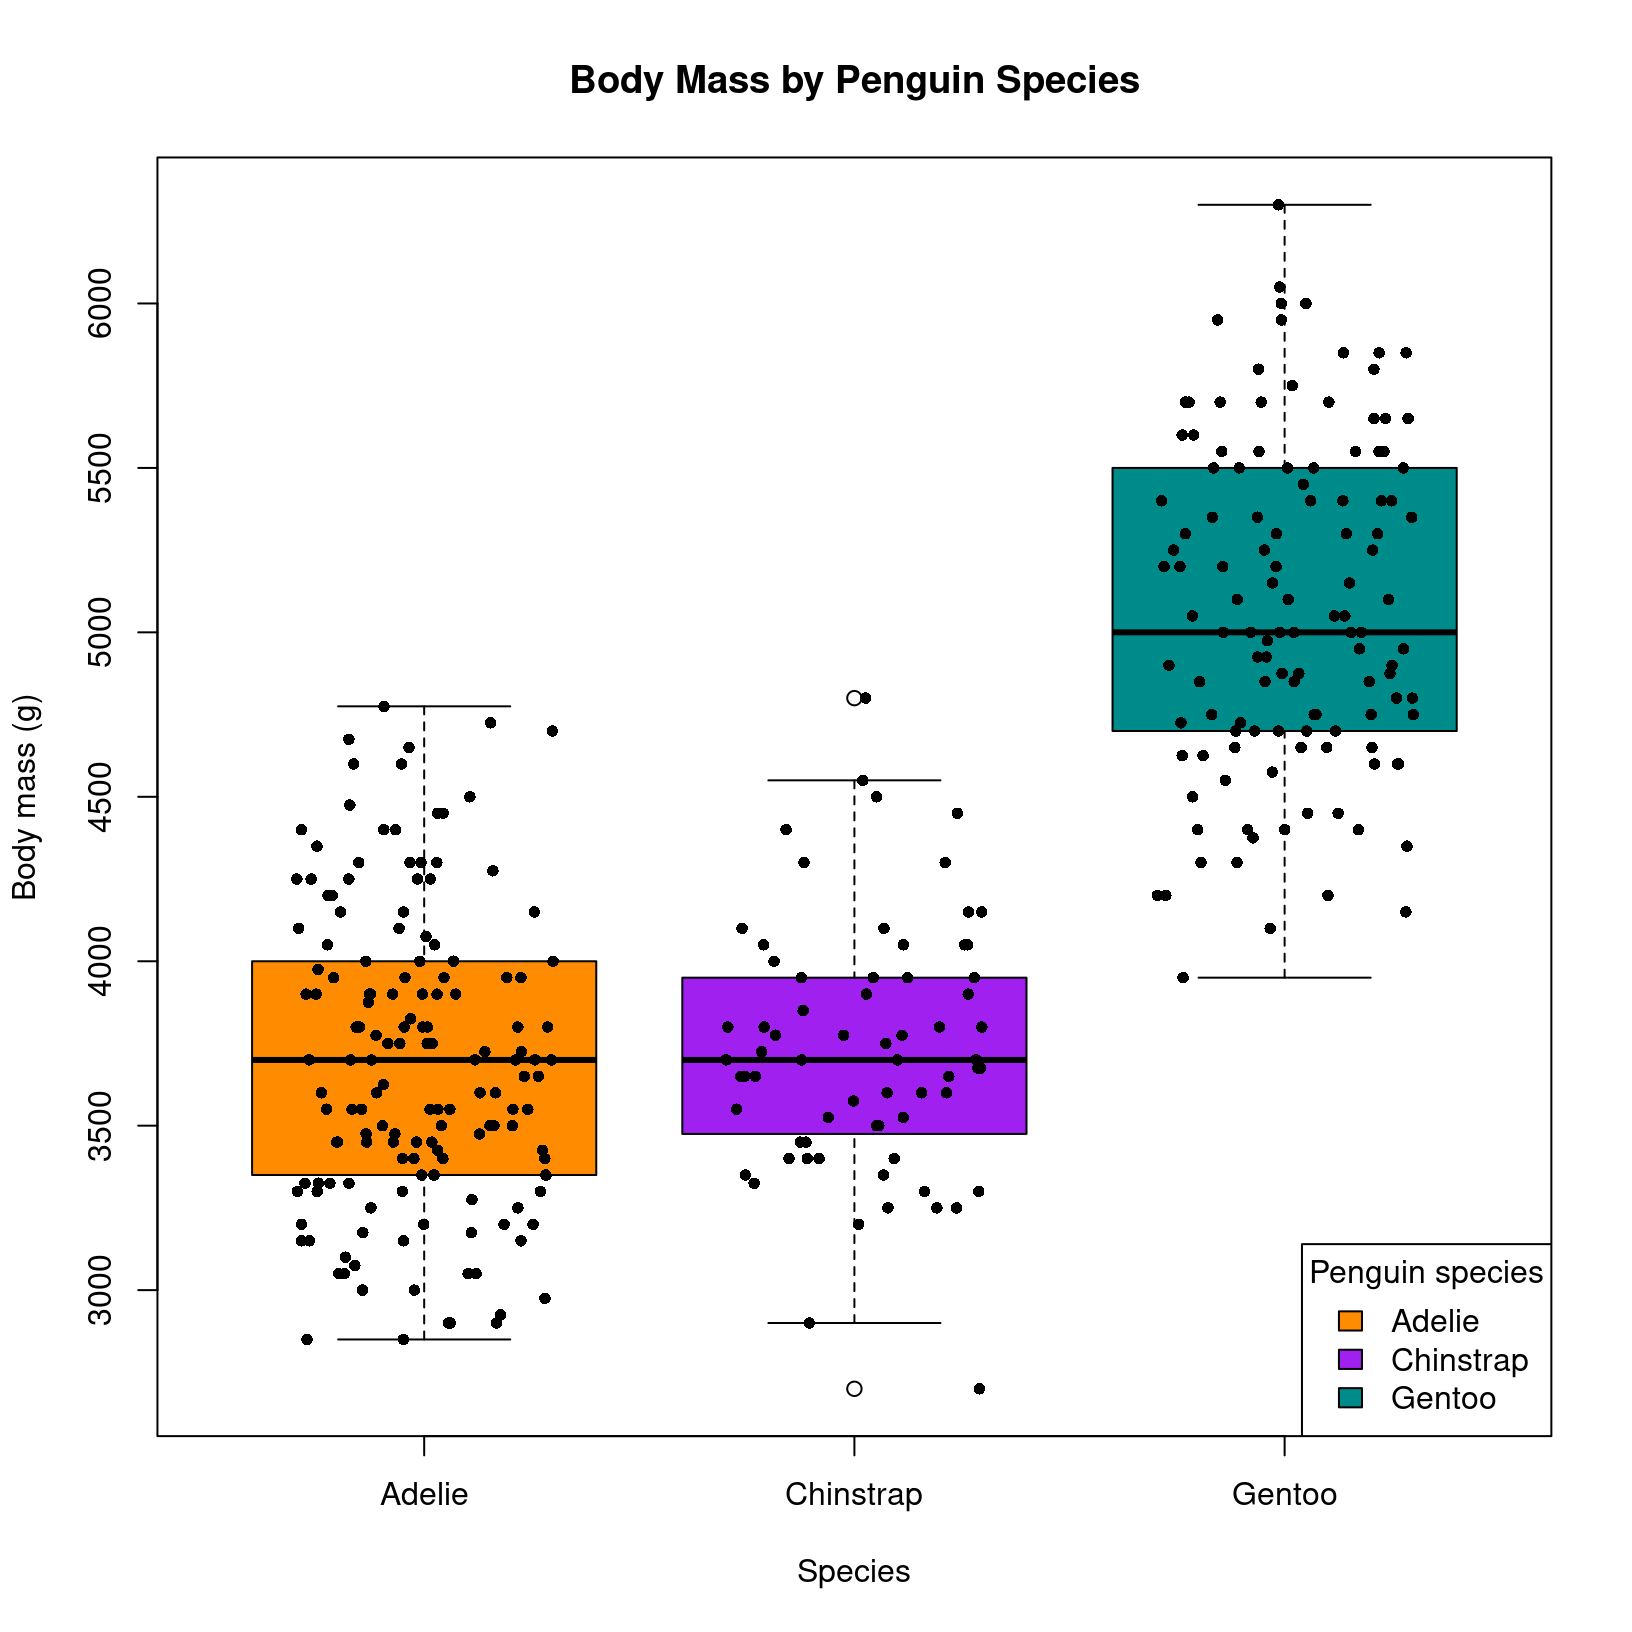 Body Mass by Penguin Species
Body mass (g)
6000
5500
5000
4500
4000
3500
3000
Penguin species
Adelie
Chinstrap
Gentoo
Adelie Chinstrap Gentoo
Species